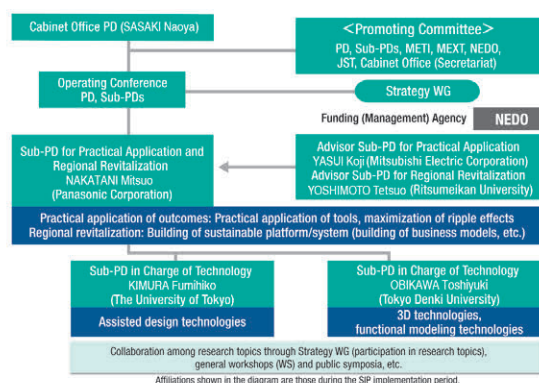 Cabinet Office PD (SASAKI Naoya)
<Promoting Committee>
PD, Sub-PDs, METI, MEXT, NEDO,
JST, Cabinet Office (Secretariat)
Operating Conference
PD, Sub-PDs
Strategy WG
Funding (Management) Agency
NEDO
Sub-PD for Practical Application and
Regional Revitalization
NAKATANI Mitsuo
(Panasonic Corporation)
Advisor Sub-PD for Practical Application
YASUI Koji (Mitsubishi Electric Corporation)
Advisor Sub-PD for Regional Revitalization
YOSHIMOTO Tetsuo (Ritsumeikan University)
Practical application of outcomes: Practical application of tools, maximization of ripple effects
Regional revitalization: Building of sustainable platform/system (building of business models, etc.)
Sub-PD in Charge of Technology
KIMURA Fumihiko
(The University of Tokyo)
Assisted design technologies
Sub-PD in Charge of Technology
OBIKAWA Toshiyuki
(Tokyo Denki University)
3D technologies,
functional modeling technologies
Collaboration among research topics through Strategy WG (participation in research topics),
general workshops (WS) and public symposia, etc.
Affiliations shown in the diagram are those during the SIP implementation period.